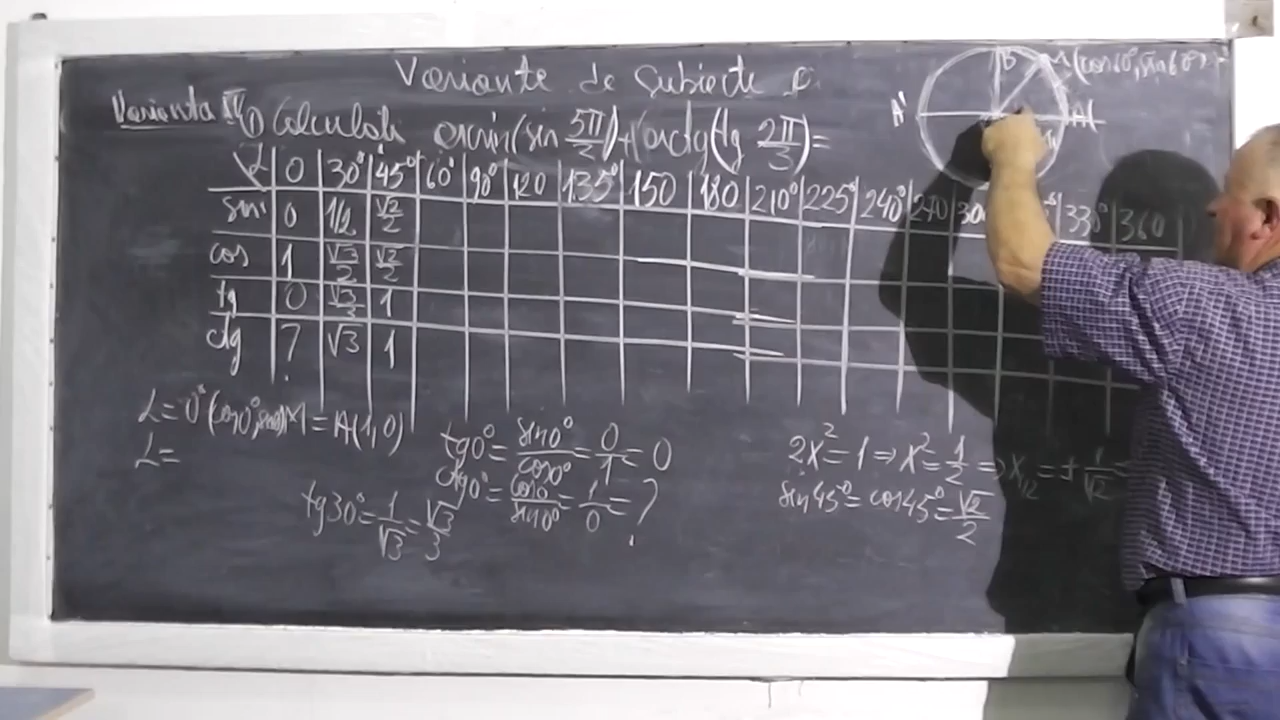 Variante de subiecte
Varianta IV
1) Calculati arcsin(sin 5π/2)+(arctg(tg 2π/3)=
B M(cos60°, sin60°)
A' A(
α 0 30° 45° 60° 90° 120 135° 150 180 210° 225° 240° 270 330° 360
sin 0 1/2 √2/2
cos 1 √3/2 √2/2
tg 0 √3/3 1
ctg ? √3 1
α=0° (cos0°, sin0°) = A(1,0)
α=
tg0°= sin0°/cos0° = 0/1 = 0
ctg0°= cos0/sin0° = 1/0 = ?
tg30°= 1/√3 = √3/3
2x²=1 ⇒ x²= 1/2 ⇒ x₁₂ = ± 1/√2 =
sin45°= cos45°= √2/2